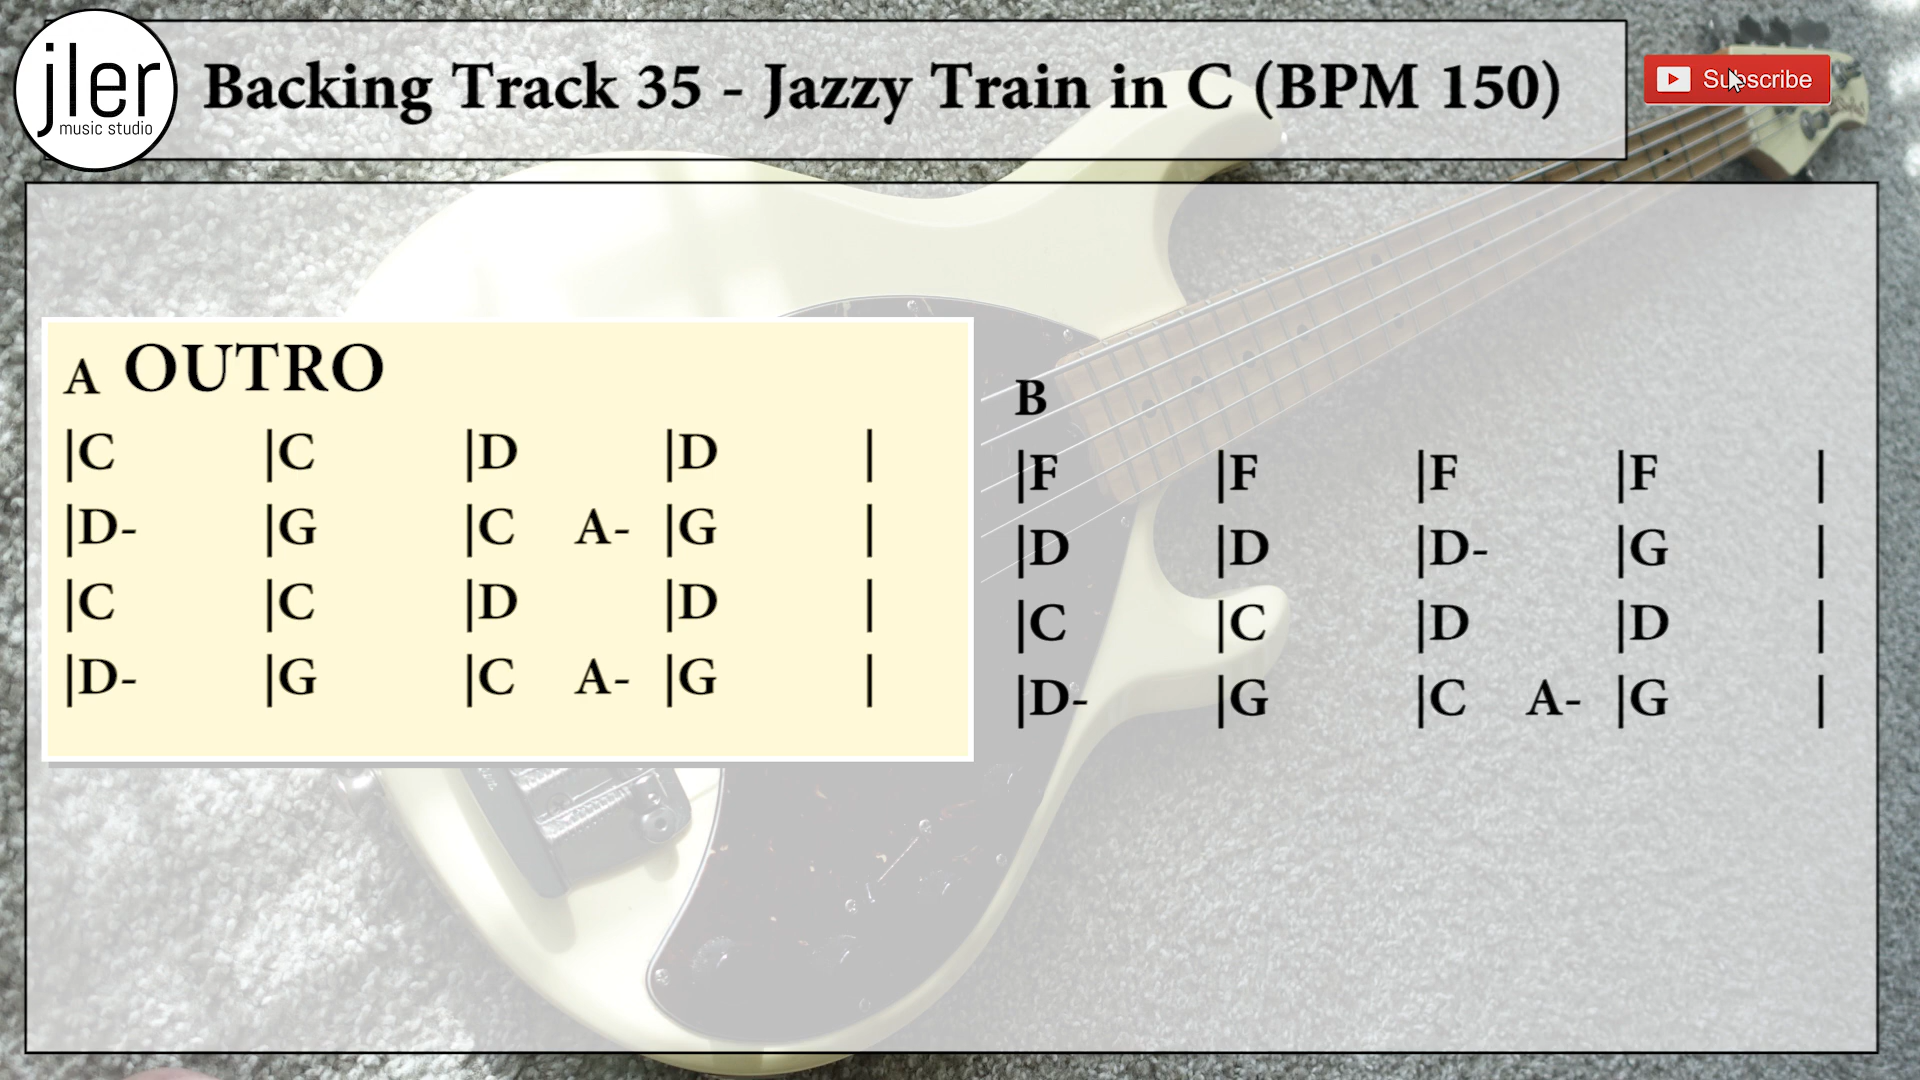 jler
music studio
Backing Track 35 - Jazzy Train in C (BPM 150)
Subscribe
A OUTRO
|C |C |D |D |
|D- |G |C A- |G |
|C |C |D |D |
|D- |G |C A- |G |
B
|F |F |F |F |
|D |D |D- |G |
|C |C |D |D |
|D- |G |C A- |G |